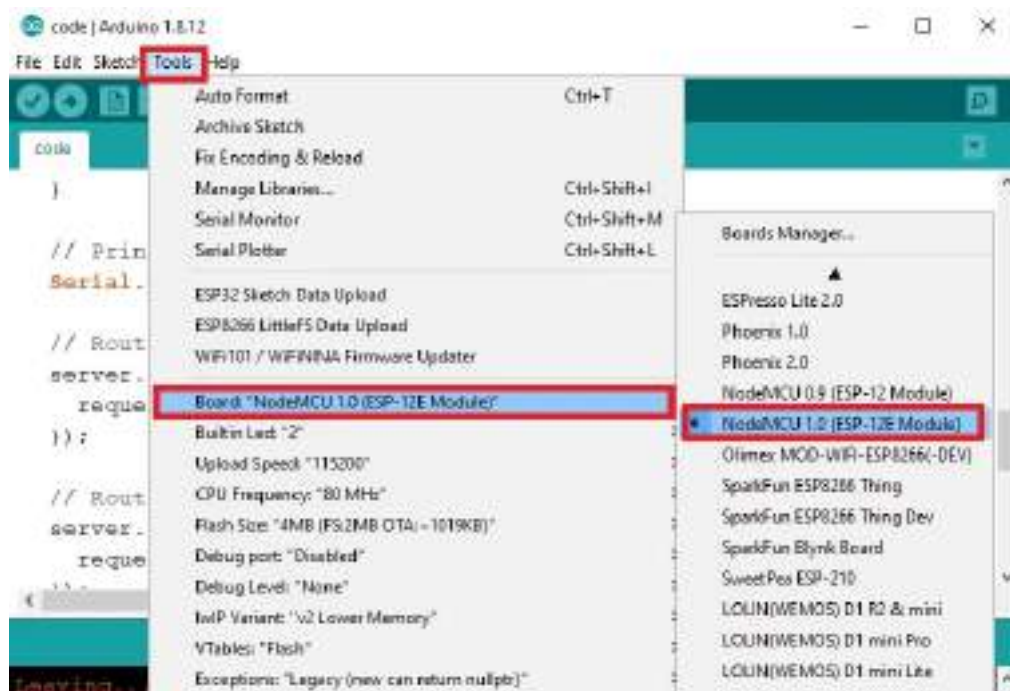 code | Arduino 1.8.12
File Edit Sketch Tools Help
code
}
// Prin
Serial.
// Rout
server.
reque
});
// Rout
server.
reque
Auto Format Ctrl+T
Archive Sketch
Fix Encoding & Reload
Manage Libraries... Ctrl+Shift+I
Serial Monitor Ctrl+Shift+M
Serial Plotter Ctrl+Shift+L
ESP32 Sketch Data Upload
ESP8266 LittleFS Data Upload
WiFi101 / WiFiNINA Firmware Updater
Board: "NodeMCU 1.0 (ESP-12E Module)"
Builtin Led: "2"
Upload Speed: "115200"
CPU Frequency: "80 MHz"
Flash Size: "4MB (FS:2MB OTA:~1019KB)"
Debug port: "Disabled"
Debug Level: "None"
lwIP Variant: "v2 Lower Memory"
VTables: "Flash"
Exceptions: "Legacy (new can return nullptr)"
Boards Manager...
ESPresso Lite 2.0
Phoenix 1.0
Phoenix 2.0
NodeMCU 0.9 (ESP-12 Module)
NodeMCU 1.0 (ESP-12E Module)
Olimex MOD-WIFI-ESP8266(-DEV)
SparkFun ESP8266 Thing
SparkFun ESP8266 Thing Dev
SparkFun Blynk Board
SweetPea ESP-210
LOLIN(WEMOS) D1 R2 & mini
LOLIN(WEMOS) D1 mini Pro
LOLIN(WEMOS) D1 mini Lite